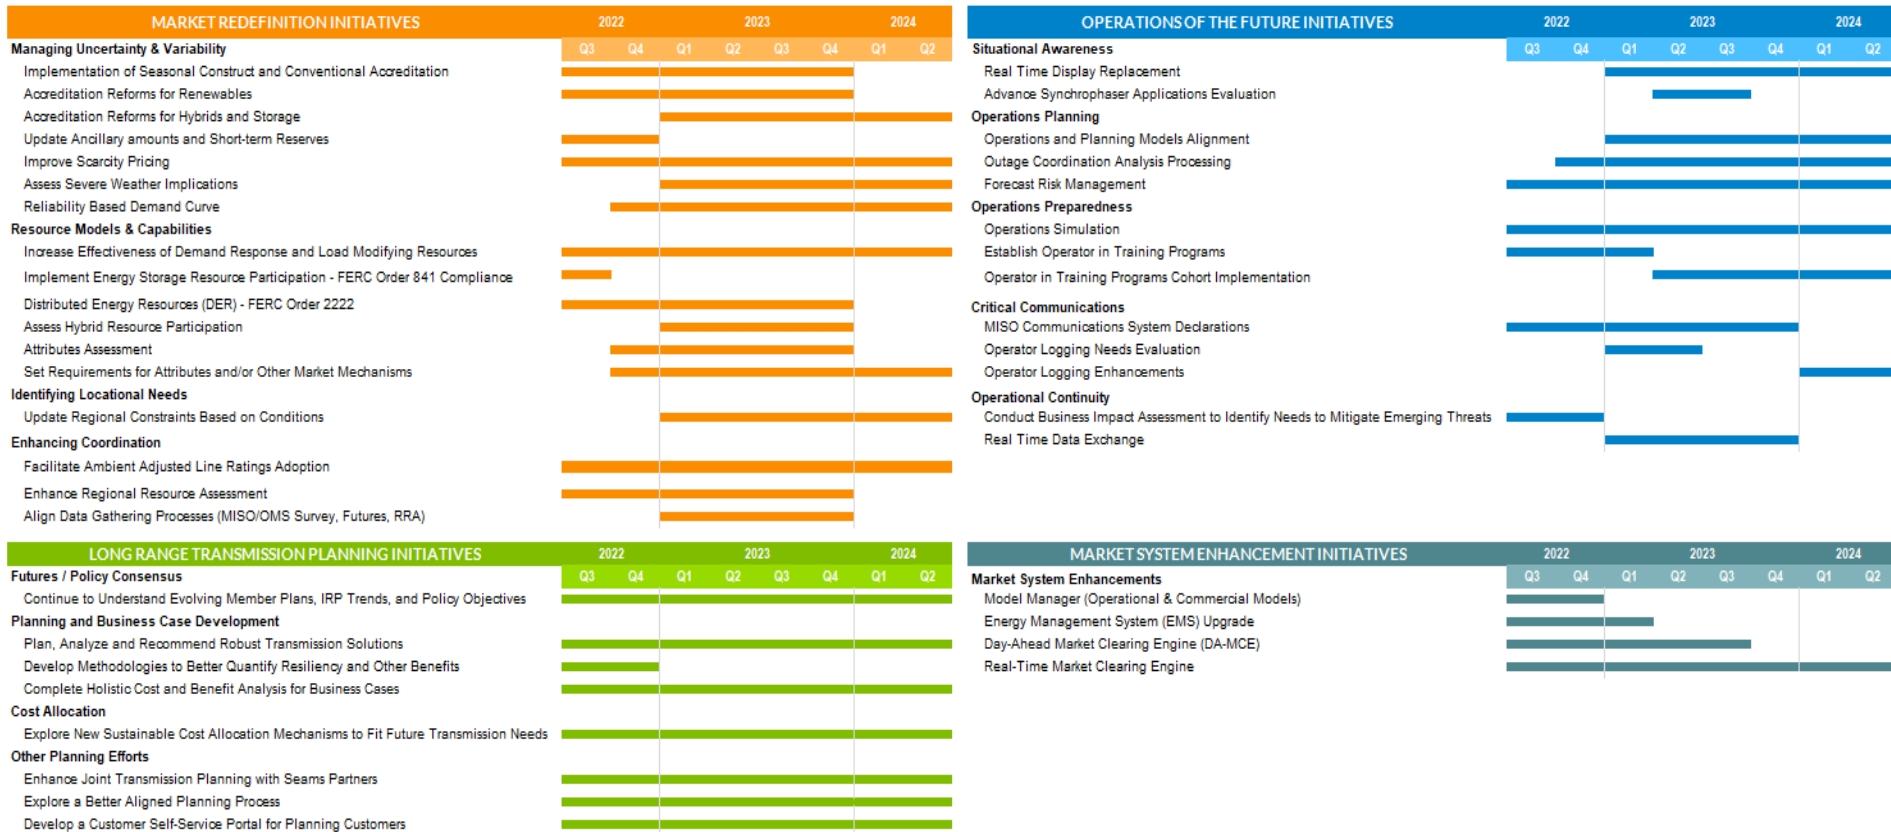 MARKET REDEFINITION INITIATIVES 2022 2023 2024
Managing Uncertainty & Variability Q3 Q4 Q1 Q2 Q3 Q4 Q1 Q2
Implementation of Seasonal Construct and Conventional Accreditation
Accreditation Reforms for Renewables
Accreditation Reforms for Hybrids and Storage
Update Ancillary amounts and Short-term Reserves
Improve Scarcity Pricing
Assess Severe Weather Implications
Reliability Based Demand Curve
Resource Models & Capabilities
Increase Effectiveness of Demand Response and Load Modifying Resources
Implement Energy Storage Resource Participation - FERC Order 841 Compliance
Distributed Energy Resources (DER) - FERC Order 2222
Assess Hybrid Resource Participation
Attributes Assessment
Set Requirements for Attributes and/or Other Market Mechanisms
Identifying Locational Needs
Update Regional Constraints Based on Conditions
Enhancing Coordination
Facilitate Ambient Adjusted Line Ratings Adoption
Enhance Regional Resource Assessment
Align Data Gathering Processes (MISO/OMS Survey, Futures, RRA)
OPERATIONS OF THE FUTURE INITIATIVES 2022 2023 2024
Situational Awareness Q3 Q4 Q1 Q2 Q3 Q4 Q1 Q2
Real Time Display Replacement
Advance Synchrophaser Applications Evaluation
Operations Planning
Operations and Planning Models Alignment
Outage Coordination Analysis Processing
Forecast Risk Management
Operations Preparedness
Operations Simulation
Establish Operator in Training Programs
Operator in Training Programs Cohort Implementation
Critical Communications
MISO Communications System Declarations
Operator Logging Needs Evaluation
Operator Logging Enhancements
Operational Continuity
Conduct Business Impact Assessment to Identify Needs to Mitigate Emerging Threats
Real Time Data Exchange
LONG RANGE TRANSMISSION PLANNING INITIATIVES 2022 2023 2024
Futures / Policy Consensus Q3 Q4 Q1 Q2 Q3 Q4 Q1 Q2
Continue to Understand Evolving Member Plans, IRP Trends, and Policy Objectives
Planning and Business Case Development
Plan, Analyze and Recommend Robust Transmission Solutions
Develop Methodologies to Better Quantify Resiliency and Other Benefits
Complete Holistic Cost and Benefit Analysis for Business Cases
Cost Allocation
Explore New Sustainable Cost Allocation Mechanisms to Fit Future Transmission Needs
Other Planning Efforts
Enhance Joint Transmission Planning with Seams Partners
Explore a Better Aligned Planning Process
Develop a Customer Self-Service Portal for Planning Customers
MARKET SYSTEM ENHANCEMENT INITIATIVES 2022 2023 2024
Market System Enhancements Q3 Q4 Q1 Q2 Q3 Q4 Q1 Q2
Model Manager (Operational & Commercial Models)
Energy Management System (EMS) Upgrade
Day-Ahead Market Clearing Engine (DA-MCE)
Real-Time Market Clearing Engine